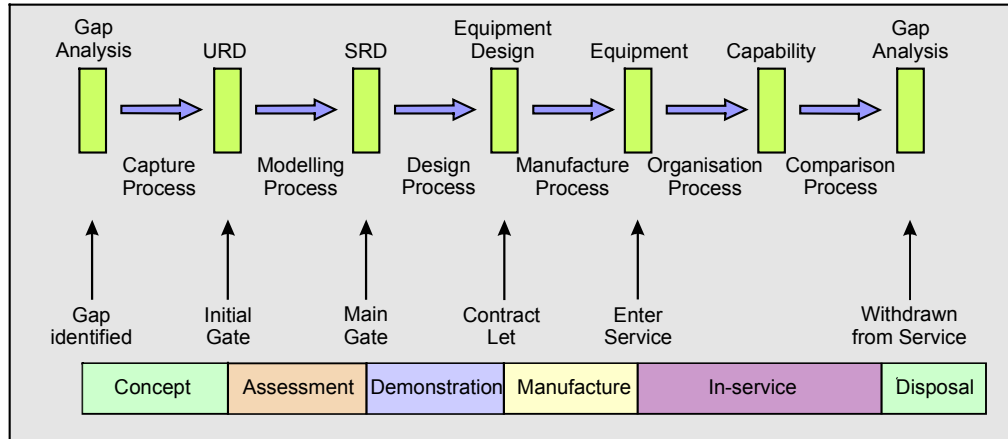 Gap
Analysis
URD
SRD
Equipment
Design
Equipment
Capability
Gap
Analysis
Capture
Process
Modelling
Process
Design
Process
Manufacture
Process
Organisation
Process
Comparison
Process
Gap
identified
Initial
Gate
Main
Gate
Contract
Let
Enter
Service
Withdrawn
from Service
Concept
Assessment
Demonstration
Manufacture
In-service
Disposal